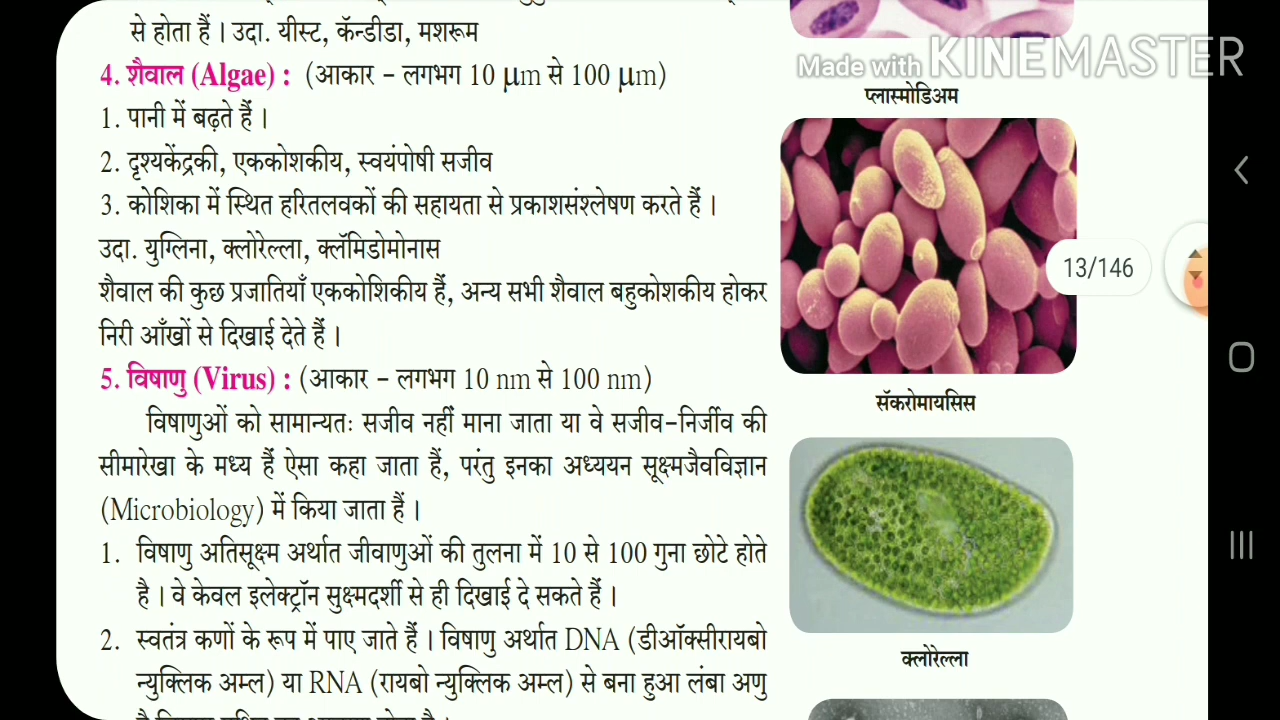 से होता हैं । उदा. यीस्ट, कॅन्डीडा, मशरूम
4. शैवाल (Algae) : (आकार - लगभग 10 μm से 100 μm)
1. पानी में बढ़ते हैं ।
2. दृश्यकेंद्रकी, एककोशकीय, स्वयंपोषी सजीव
3. कोशिका में स्थित हरितलवकों की सहायता से प्रकाशसंश्लेषण करते हैं ।
उदा. युग्लिना, क्लोरेल्ला, क्लॅमिडोमोनास
शैवाल की कुछ प्रजातियाँ एककोशिकीय हैं, अन्य सभी शैवाल बहुकोशकीय होकर
निरी आँखों से दिखाई देते हैं ।
5. विषाणु (Virus) : (आकार - लगभग 10 nm से 100 nm)
विषाणुओं को सामान्यतः सजीव नहीं माना जाता या वे सजीव-निर्जीव की
सीमारेखा के मध्य हैं ऐसा कहा जाता हैं, परंतु इनका अध्ययन सूक्ष्मजैवविज्ञान
(Microbiology) में किया जाता हैं ।
1. विषाणु अतिसूक्ष्म अर्थात जीवाणुओं की तुलना में 10 से 100 गुना छोटे होते
है । वे केवल इलेक्ट्रॉन सुक्ष्मदर्शी से ही दिखाई दे सकते हैं ।
2. स्वतंत्र कणों के रूप में पाए जाते हैं । विषाणु अर्थात DNA (डीऑक्सीरायबो
न्युक्लिक अम्ल) या RNA (रायबो न्युक्लिक अम्ल) से बना हुआ लंबा अणु
Made with KINEMASTER
प्लास्मोडिअम
13/146
सॅकरोमायसिस
क्लोरेल्ला